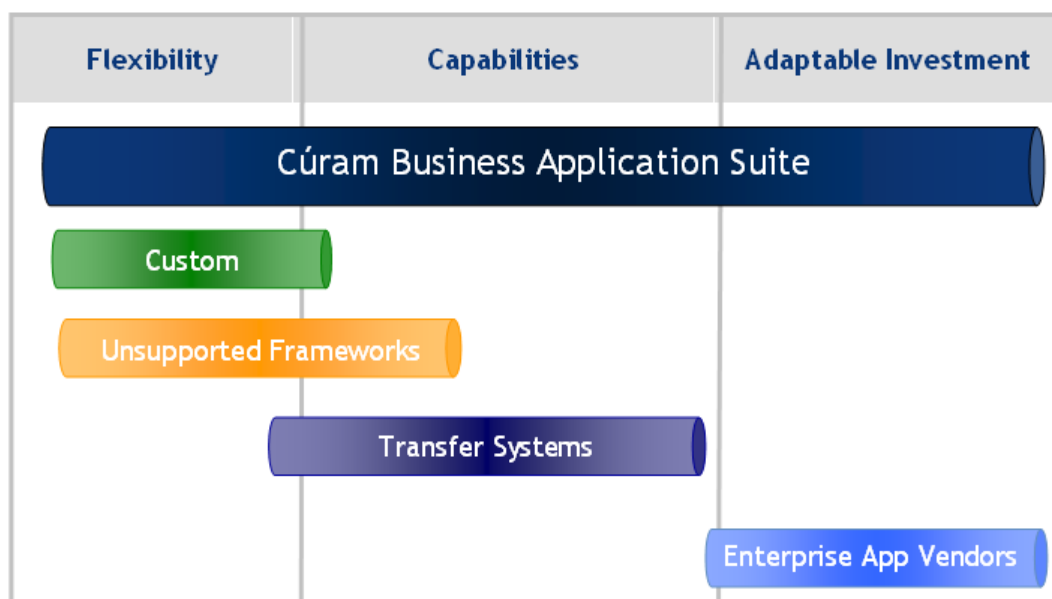 Flexibility
Capabilities
Adaptable Investment
Cúram Business Application Suite
Custom
Unsupported Frameworks
Transfer Systems
Enterprise App Vendors